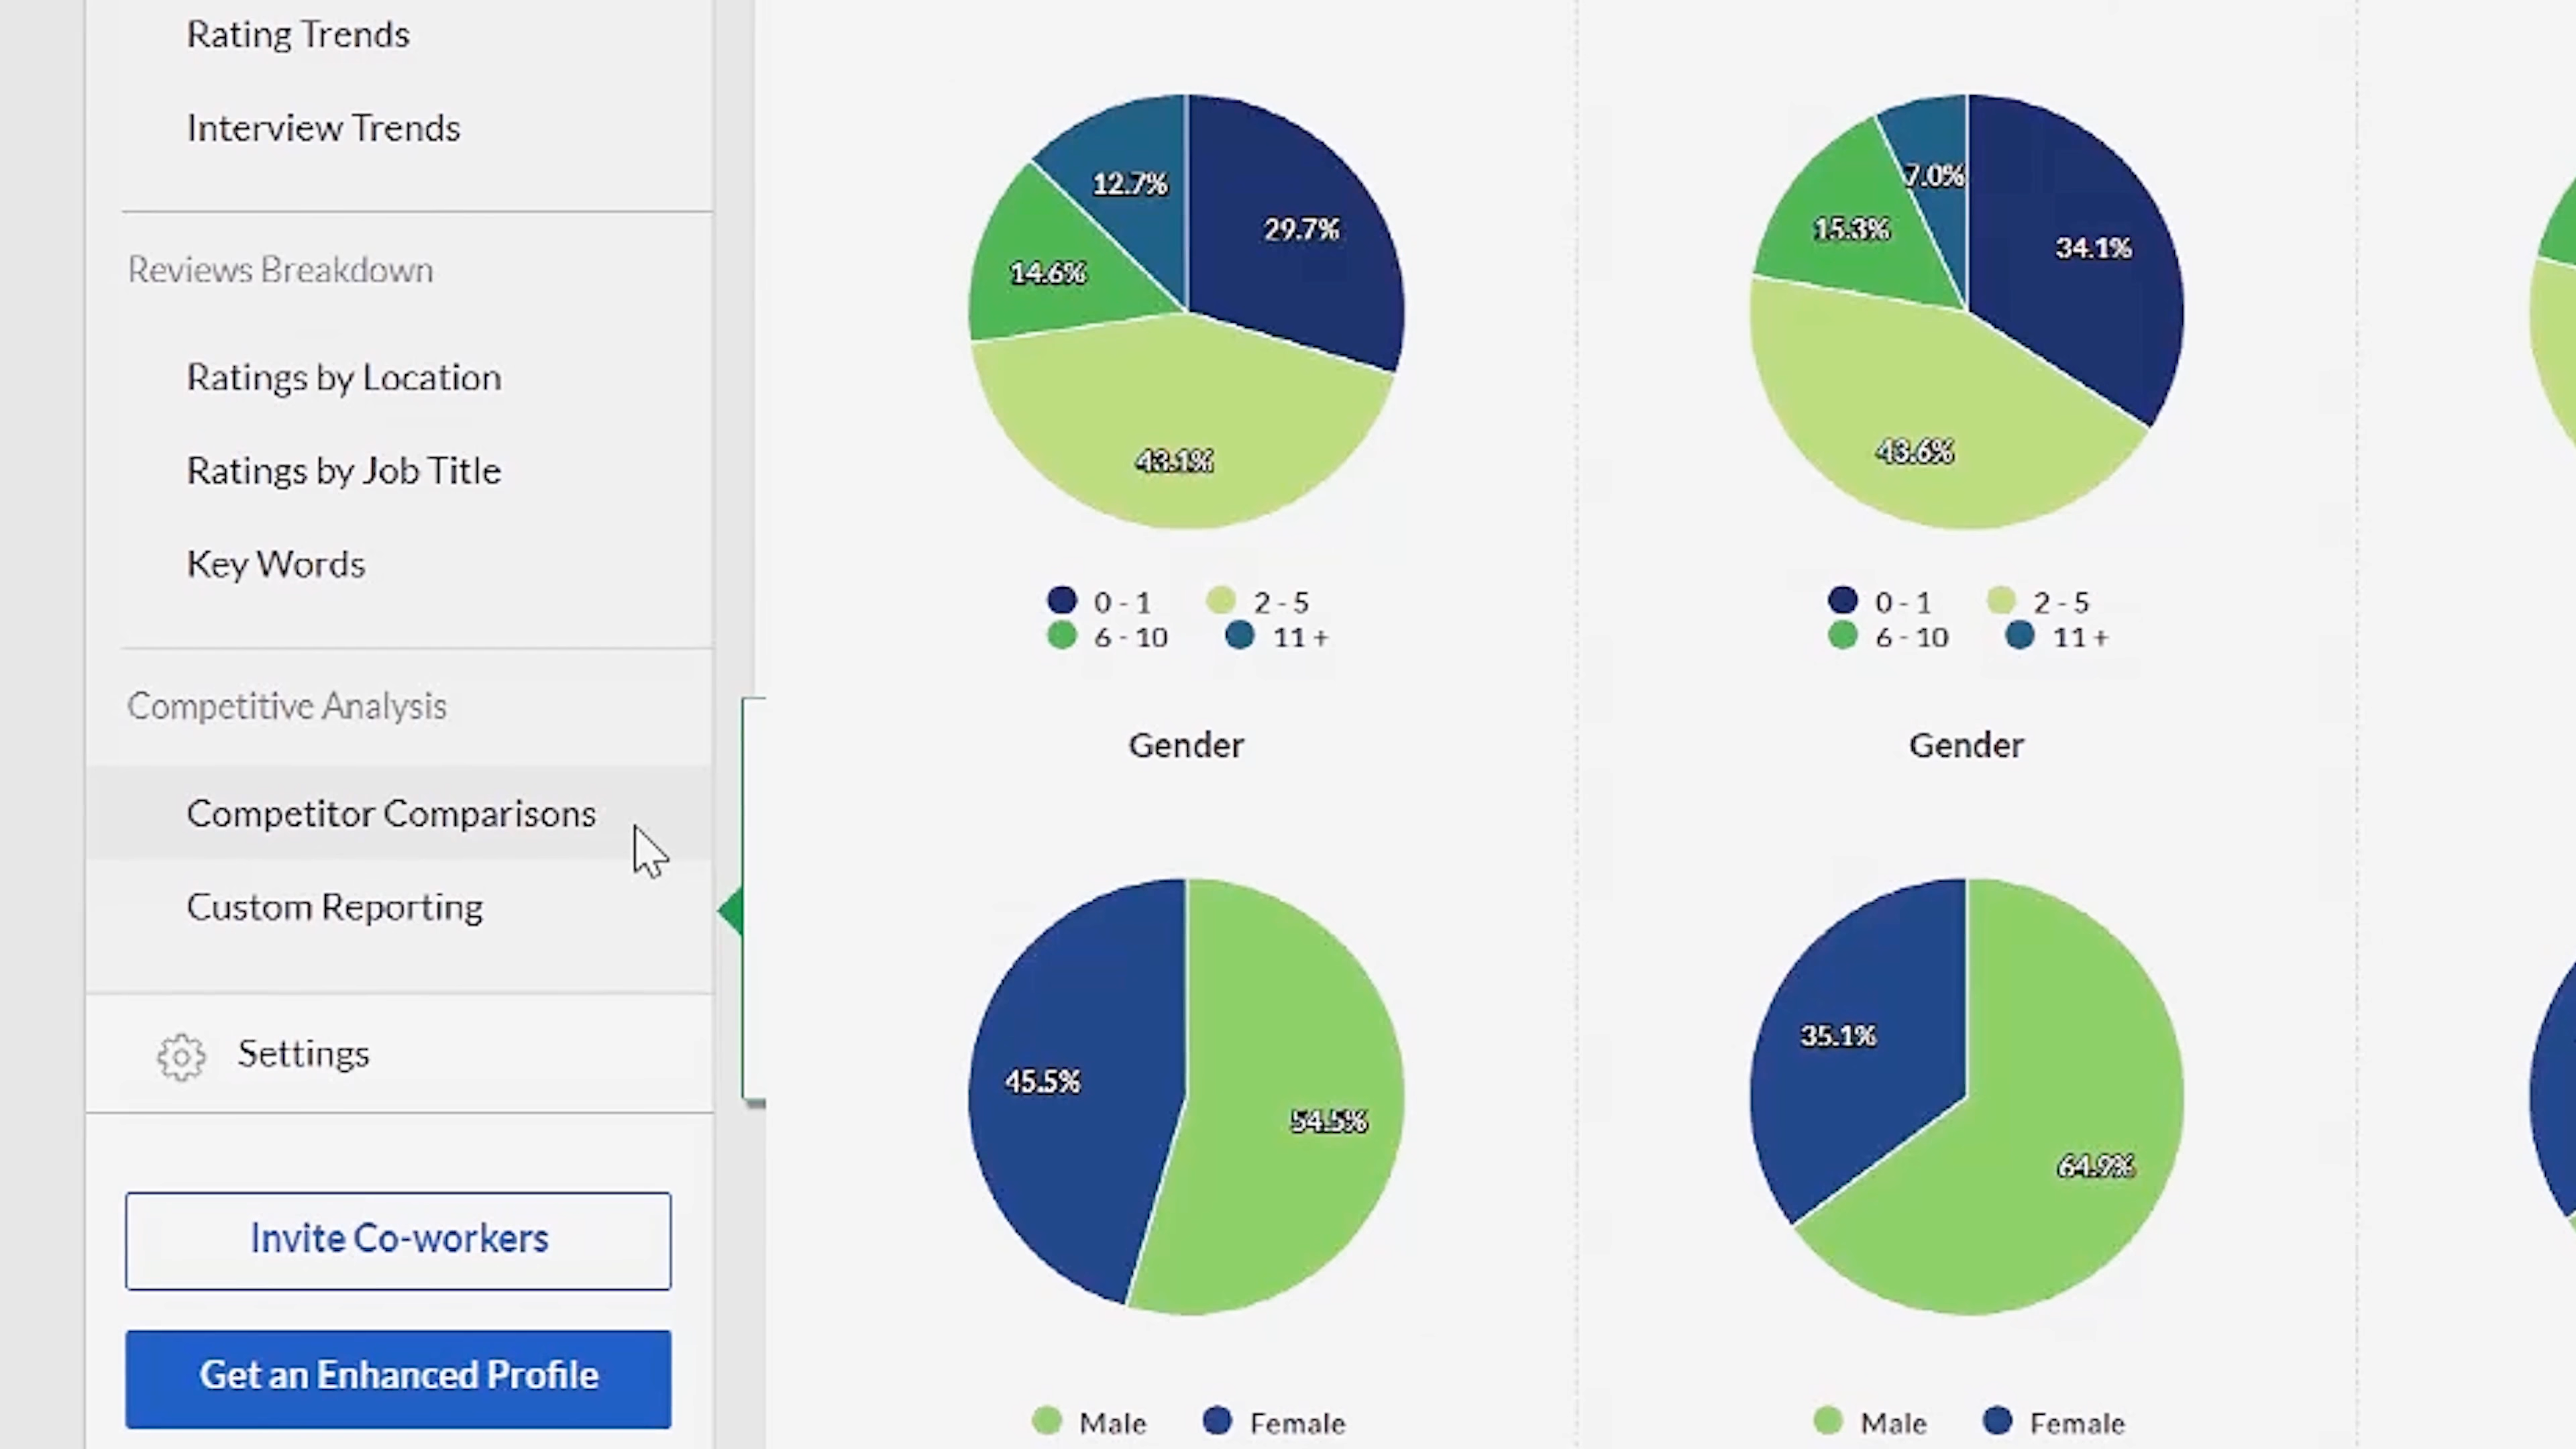 Rating Trends
Interview Trends
Reviews Breakdown
Ratings by Location
Ratings by Job Title
Key Words
Competitive Analysis
Competitor Comparisons
Custom Reporting
Settings
Invite Co-workers
Get an Enhanced Profile
12.7%
29.7%
14.6%
43.1%
0 - 1 2 - 5
6 - 10 11 +
Gender
45.5%
54.5%
Male Female
7.0%
34.1%
15.3%
43.6%
0 - 1 2 - 5
6 - 10 11 +
Gender
35.1%
64.9%
Male Female